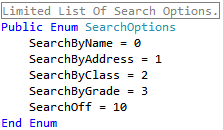 Limited List Of Search Options.
Public Enum SearchOptions
SearchByName = 0
SearchByAddress = 1
SearchByClass = 2
SearchByGrade = 3
SearchOff = 10
End Enum